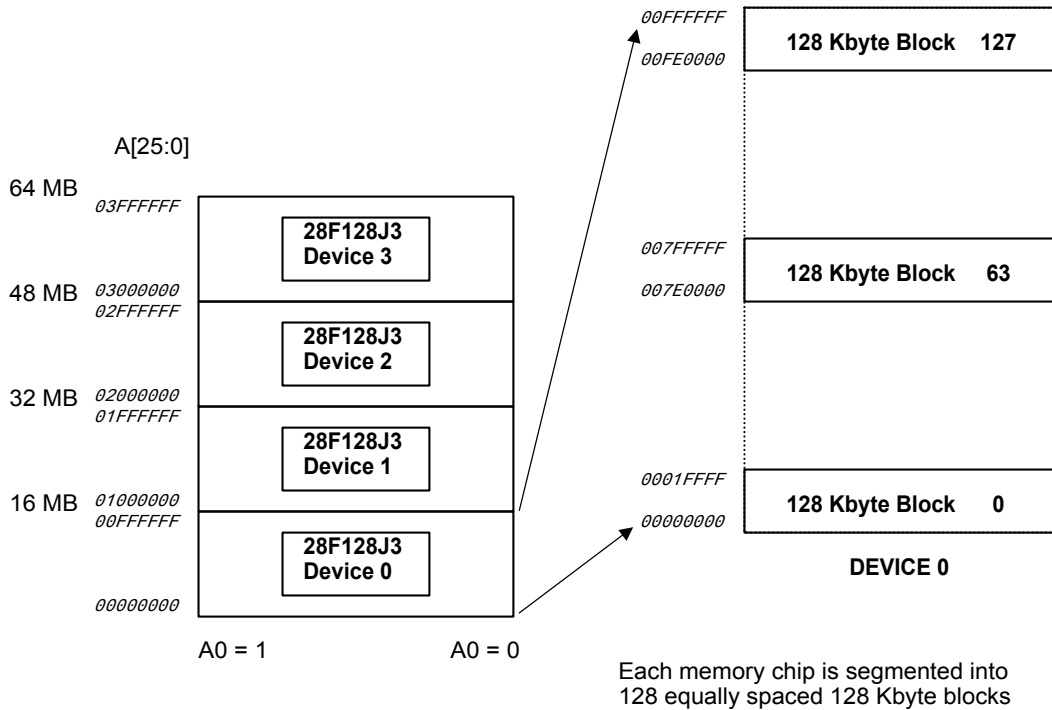 A[25:0]
64 MB
03FFFFFF
28F128J3
Device 3
48 MB
03000000
02FFFFFF
28F128J3
Device 2
32 MB
02000000
01FFFFFF
28F128J3
Device 1
16 MB
01000000
00FFFFFF
28F128J3
Device 0
00000000
A0 = 1 A0 = 0
00FFFFFF
128 Kbyte Block 127
00FE0000
007FFFFF
128 Kbyte Block 63
007E0000
0001FFFF
128 Kbyte Block 0
00000000
DEVICE 0
Each memory chip is segmented into
128 equally spaced 128 Kbyte blocks